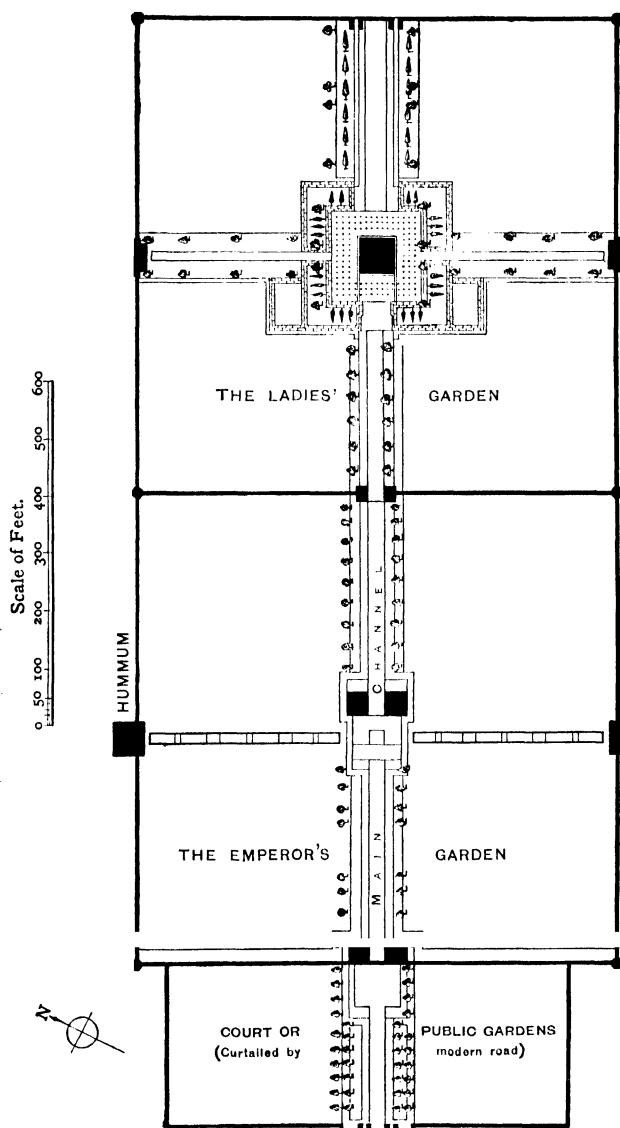 THE LADIES' GARDEN
Scale of Feet.
600
500
400
300
200
100
50
0
HUMMUM
MAIN CHANNEL
THE EMPEROR'S GARDEN
N
COURT OR PUBLIC GARDENS
(Curtailed by modern road)